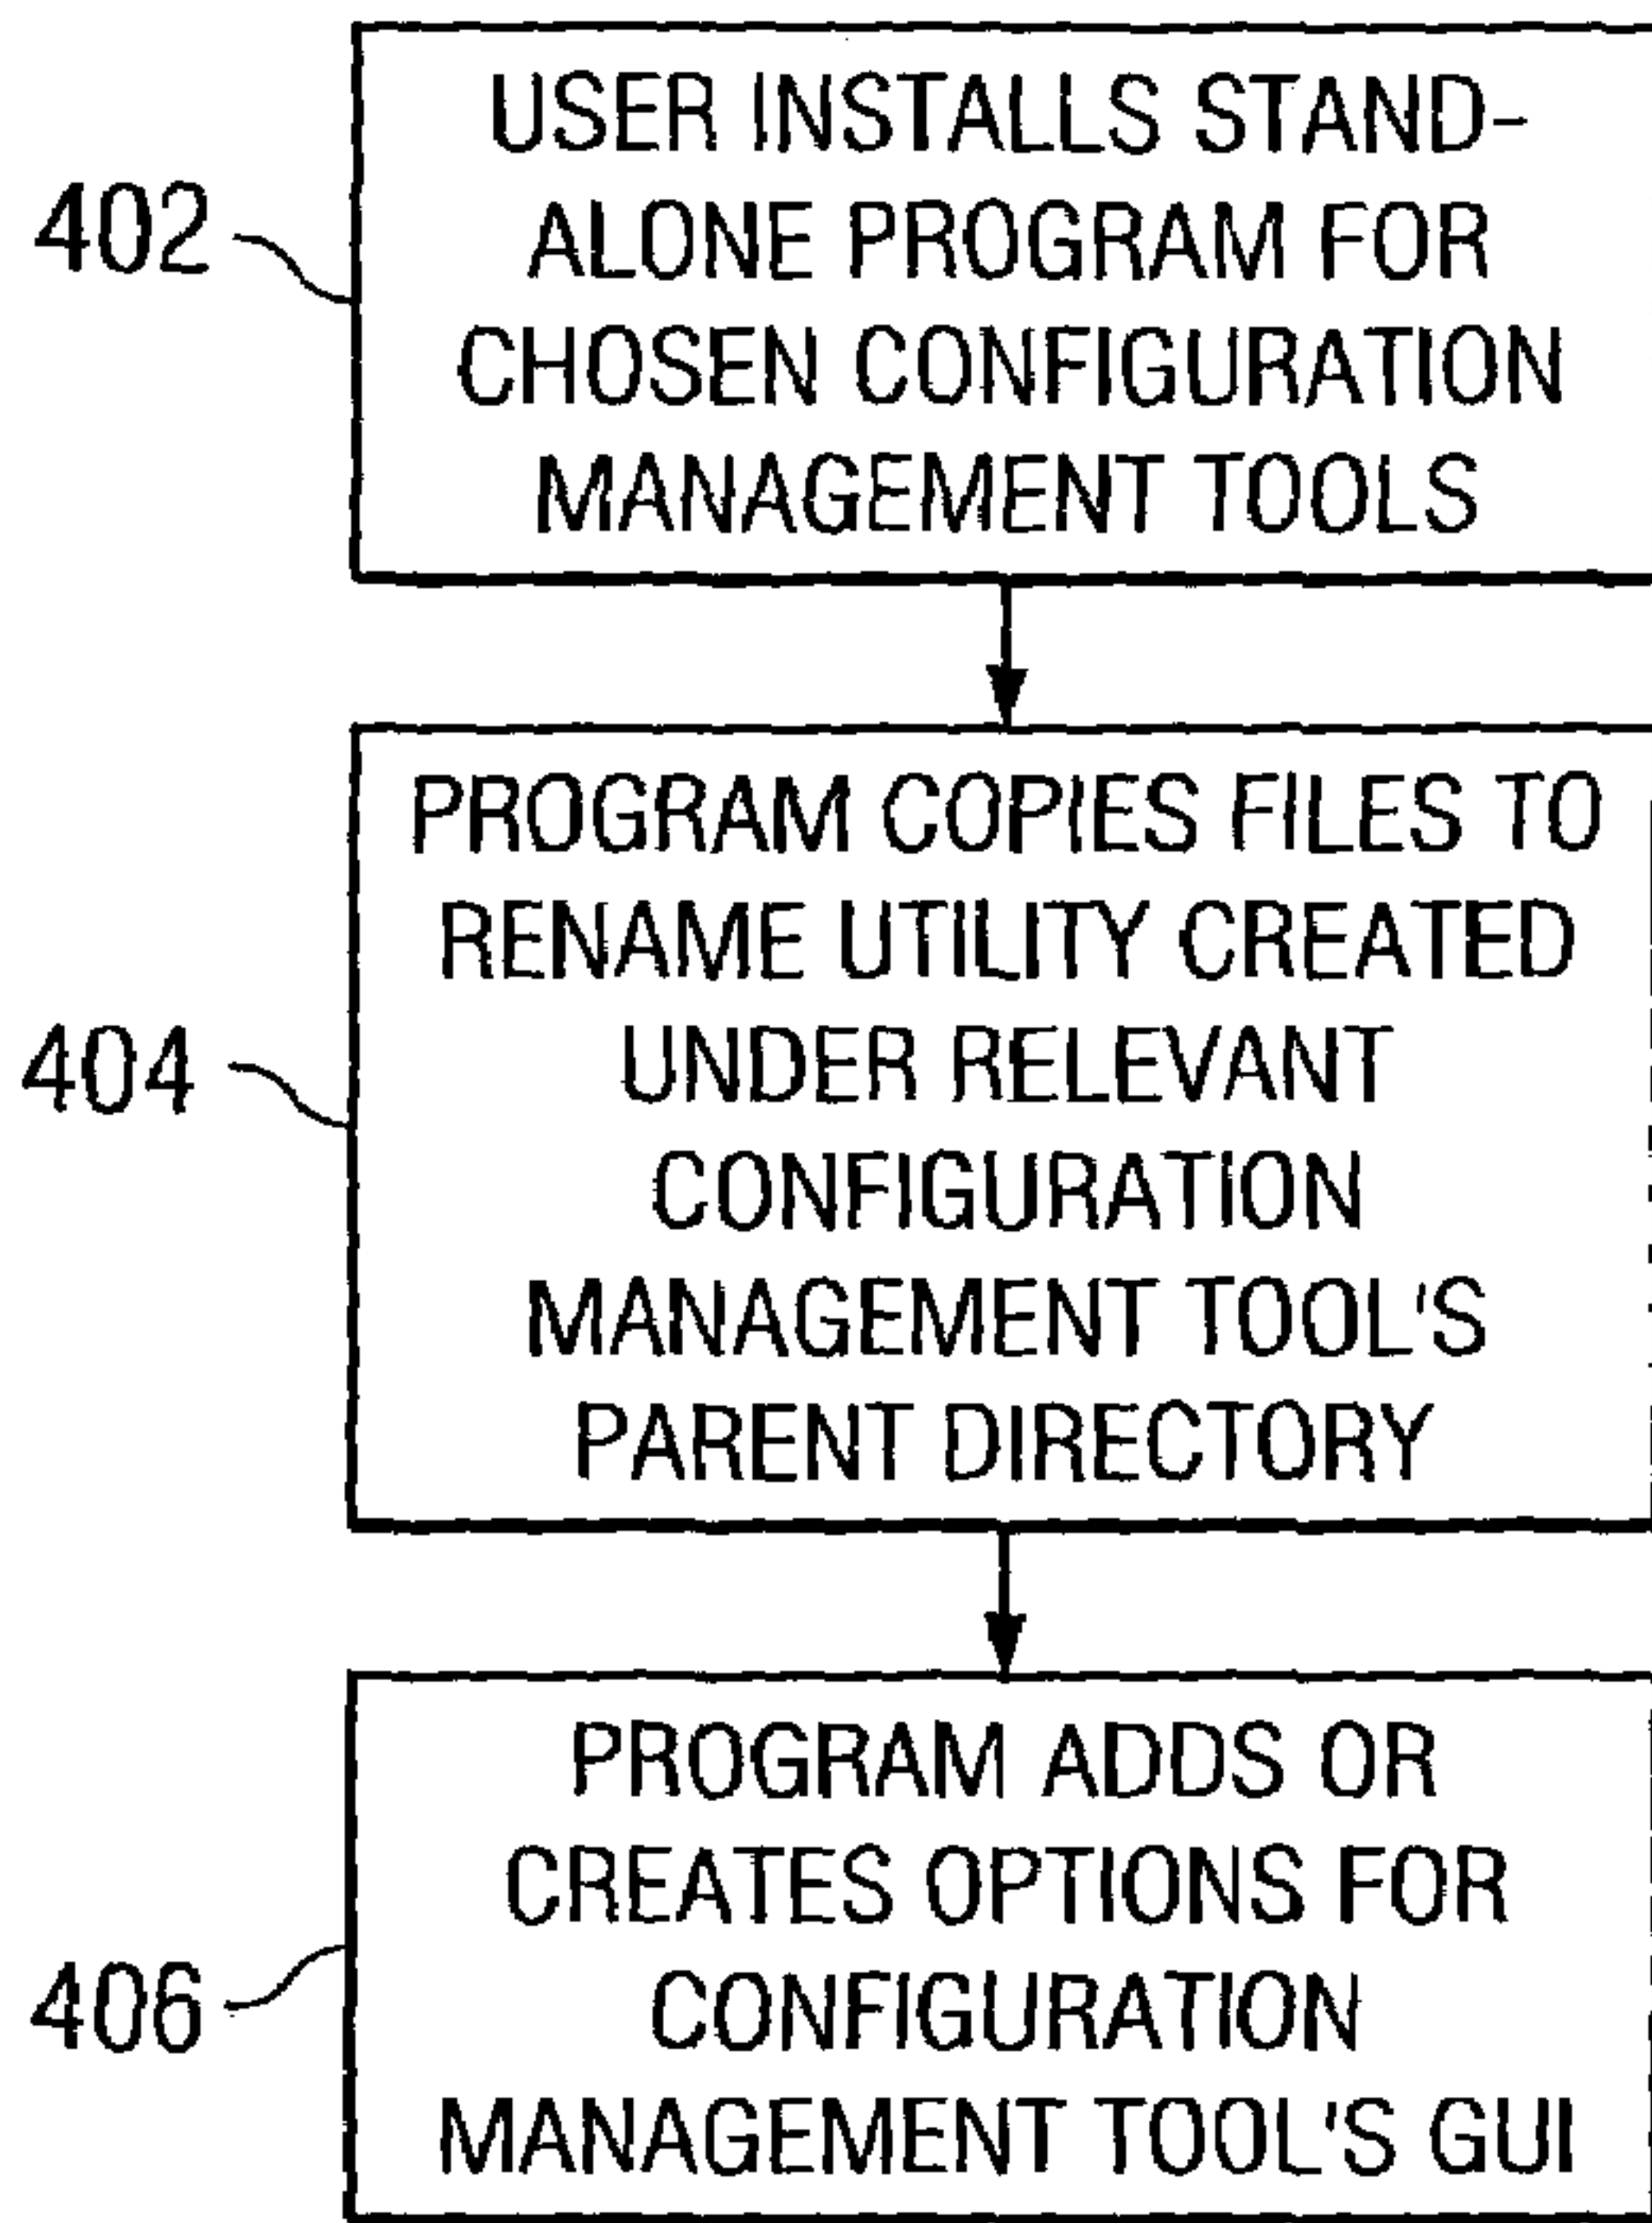 402
USER INSTALLS STAND-
ALONE PROGRAM FOR
CHOSEN CONFIGURATION
MANAGEMENT TOOLS
404
PROGRAM COPIES FILES TO
RENAME UTILITY CREATED
UNDER RELEVANT
CONFIGURATION
MANAGEMENT TOOL'S
PARENT DIRECTORY
406
PROGRAM ADDS OR
CREATES OPTIONS FOR
CONFIGURATION
MANAGEMENT TOOL'S GUI